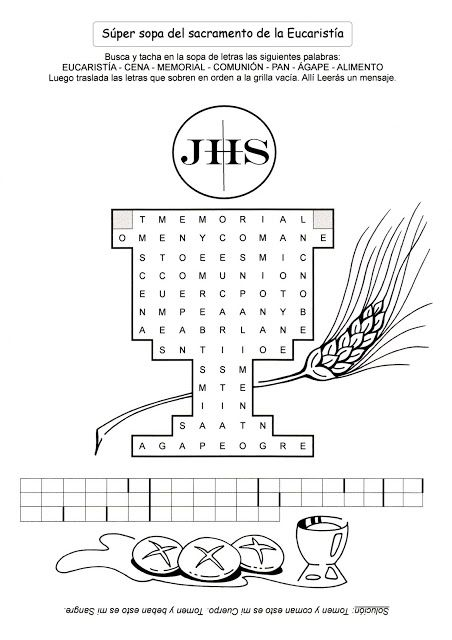 Súper sopa del sacramento de la Eucaristía
Busca y tacha en la sopa de letras las siguientes palabras:
EUCARISTÍA - CENA - MEMORIAL - COMUNIÓN - PAN - ÁGAPE - ALIMENTO
Luego traslada las letras que sobren en orden a la grilla vacía. Allí Leerás un mensaje.
JHS
T M E M O R I A L
O M E N Y C O M A N E
S T O E E S M I C
C C O M U N I O N
E U E R C P O T O
N M P E A A N Y B
A E A B R L A N E
S N T I I O E
S S M
M T E
I I N
S A A T N
A G A P E O G R E
Solución: Tomen y coman esto es mi Cuerpo. Tomen y beban esto es mi Sangre